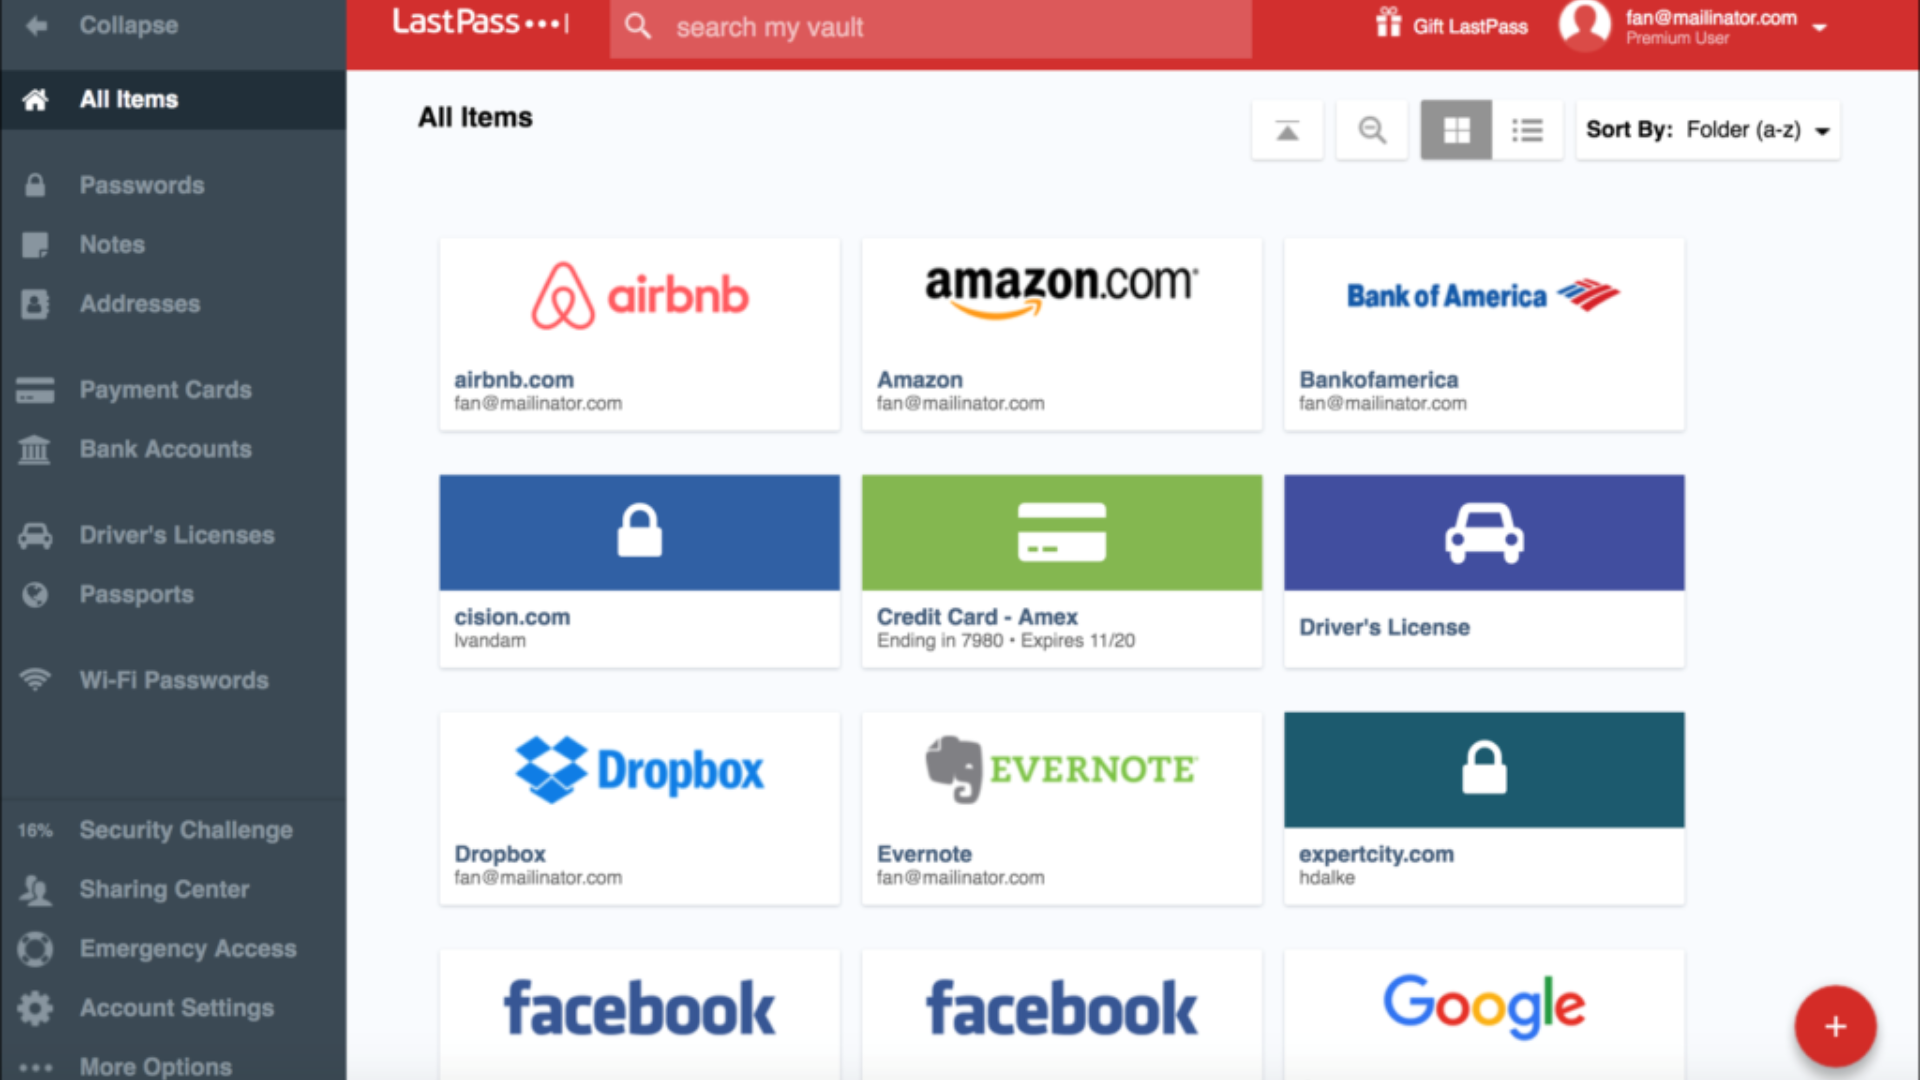 Collapse
LastPass
search my vault
Gift LastPass
fan@mailinator.com
Premium User
All Items
Passwords
Notes
Addresses
Payment Cards
Bank Accounts
Driver's Licenses
Passports
Wi-Fi Passwords
16% Security Challenge
Sharing Center
Emergency Access
Account Settings
More Options
All Items
Sort By: Folder (a-z)
airbnb
airbnb.com
fan@mailinator.com
amazon.com
Amazon
fan@mailinator.com
Bank of America
Bankofamerica
fan@mailinator.com
cision.com
lvandam
Credit Card - Amex
Ending in 7980 • Expires 11/20
Driver's License
Dropbox
Dropbox
fan@mailinator.com
EVERNOTE
Evernote
fan@mailinator.com
expertcity.com
hdalke
facebook
facebook
Google
+